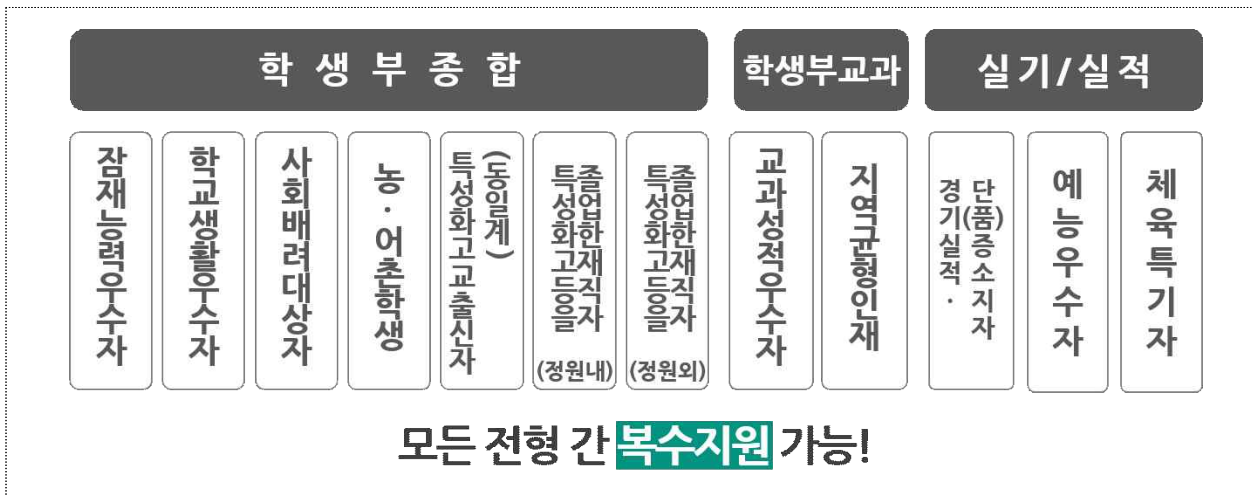 학생부종합
학생부교과
실기/실적
잠재능력우수자
학교생활우수자
사회배려대상자
농·어촌학생
특성화고교출신자
(동일계)
특성화고등을
졸업한재직자
(정원내)
특성화고등을
졸업한재직자
(정원외)
교과성적우수자
지역균형인재
경기실적·
단(품)증소지자
예능우수자
체육특기자
모든 전형 간 복수지원 가능!